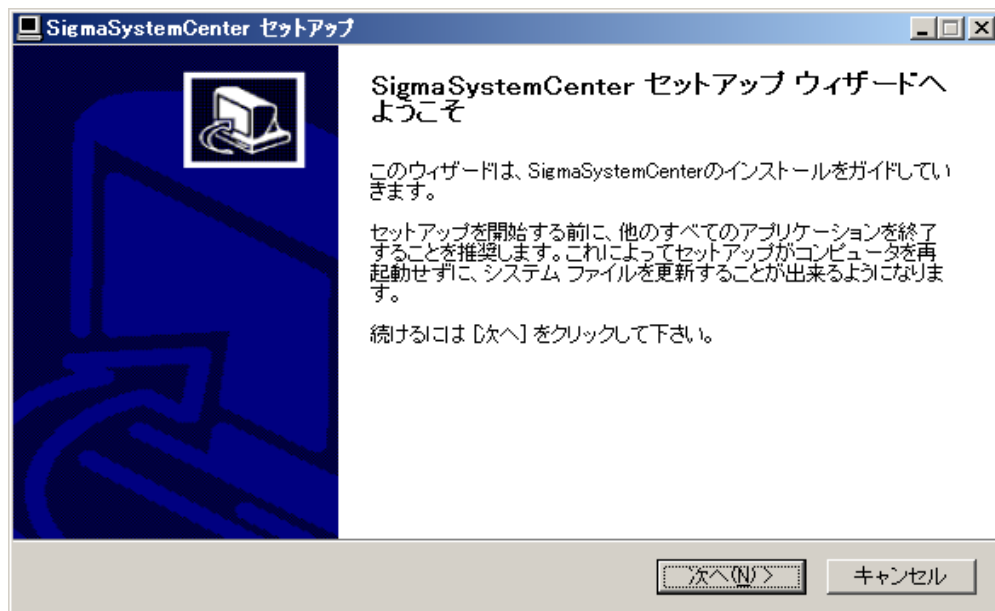 SigmaSystemCenter セットアップ
SigmaSystemCenter セットアップ ウィザードへ
ようこそ
このウィザードは、SigmaSystemCenterのインストールをガイドしてい
きます。
セットアップを開始する前に、他のすべてのアプリケーションを終了
することを推奨します。これによってセットアップがコンピュータを再
起動せずに、システム ファイルを更新することが出来るようになりま
す。
続けるには [次へ] をクリックして下さい。
次へ(N) >
キャンセル